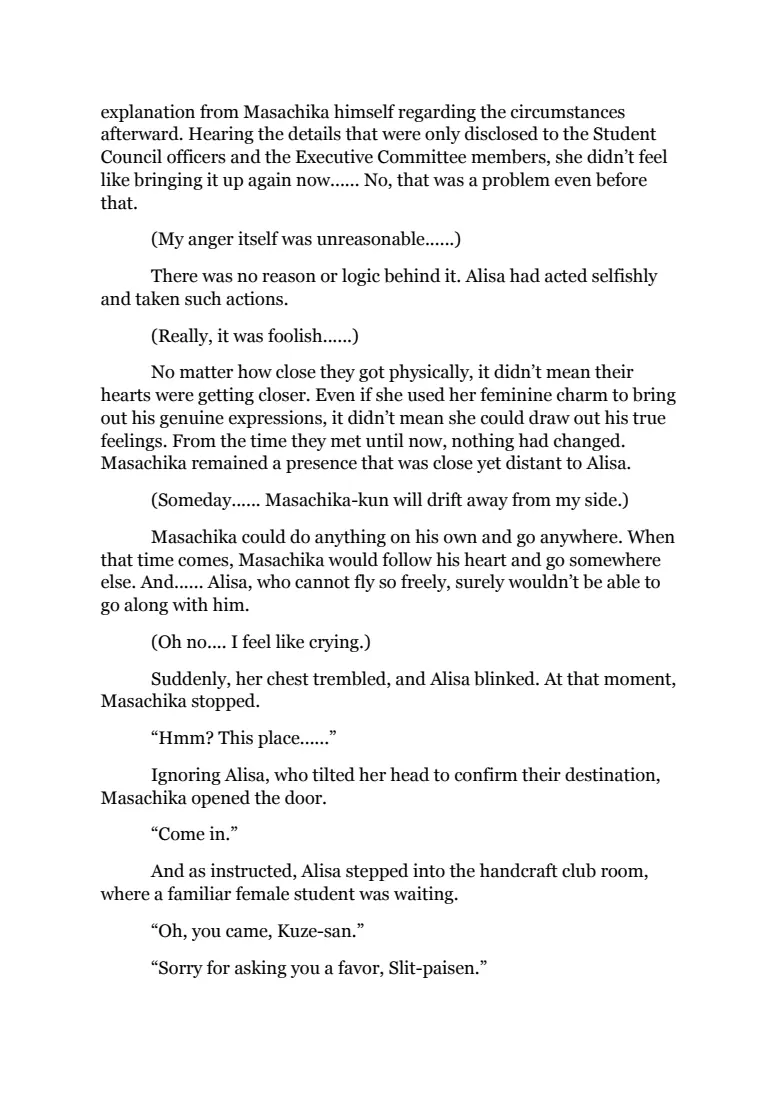 explanation from Masachika himself regarding the circumstances
afterward. Hearing the details that were only disclosed to the Student
Council officers and the Executive Committee members, she didn’t feel
like bringing it up again now...... No, that was a problem even before
that.
(My anger itself was unreasonable......)
There was no reason or logic behind it. Alisa had acted selfishly
and taken such actions.
(Really, it was foolish......)
No matter how close they got physically, it didn’t mean their
hearts were getting closer. Even if she used her feminine charm to bring
out his genuine expressions, it didn’t mean she could draw out his true
feelings. From the time they met until now, nothing had changed.
Masachika remained a presence that was close yet distant to Alisa.
(Someday...... Masachika-kun will drift away from my side.)
Masachika could do anything on his own and go anywhere. When
that time comes, Masachika would follow his heart and go somewhere
else. And...... Alisa, who cannot fly so freely, surely wouldn’t be able to
go along with him.
(Oh no.... I feel like crying.)
Suddenly, her chest trembled, and Alisa blinked. At that moment,
Masachika stopped.
“Hmm? This place......”
Ignoring Alisa, who tilted her head to confirm their destination,
Masachika opened the door.
“Come in.”
And as instructed, Alisa stepped into the handcraft club room,
where a familiar female student was waiting.
“Oh, you came, Kuze-san.”
“Sorry for asking you a favor, Slit-paisen.”